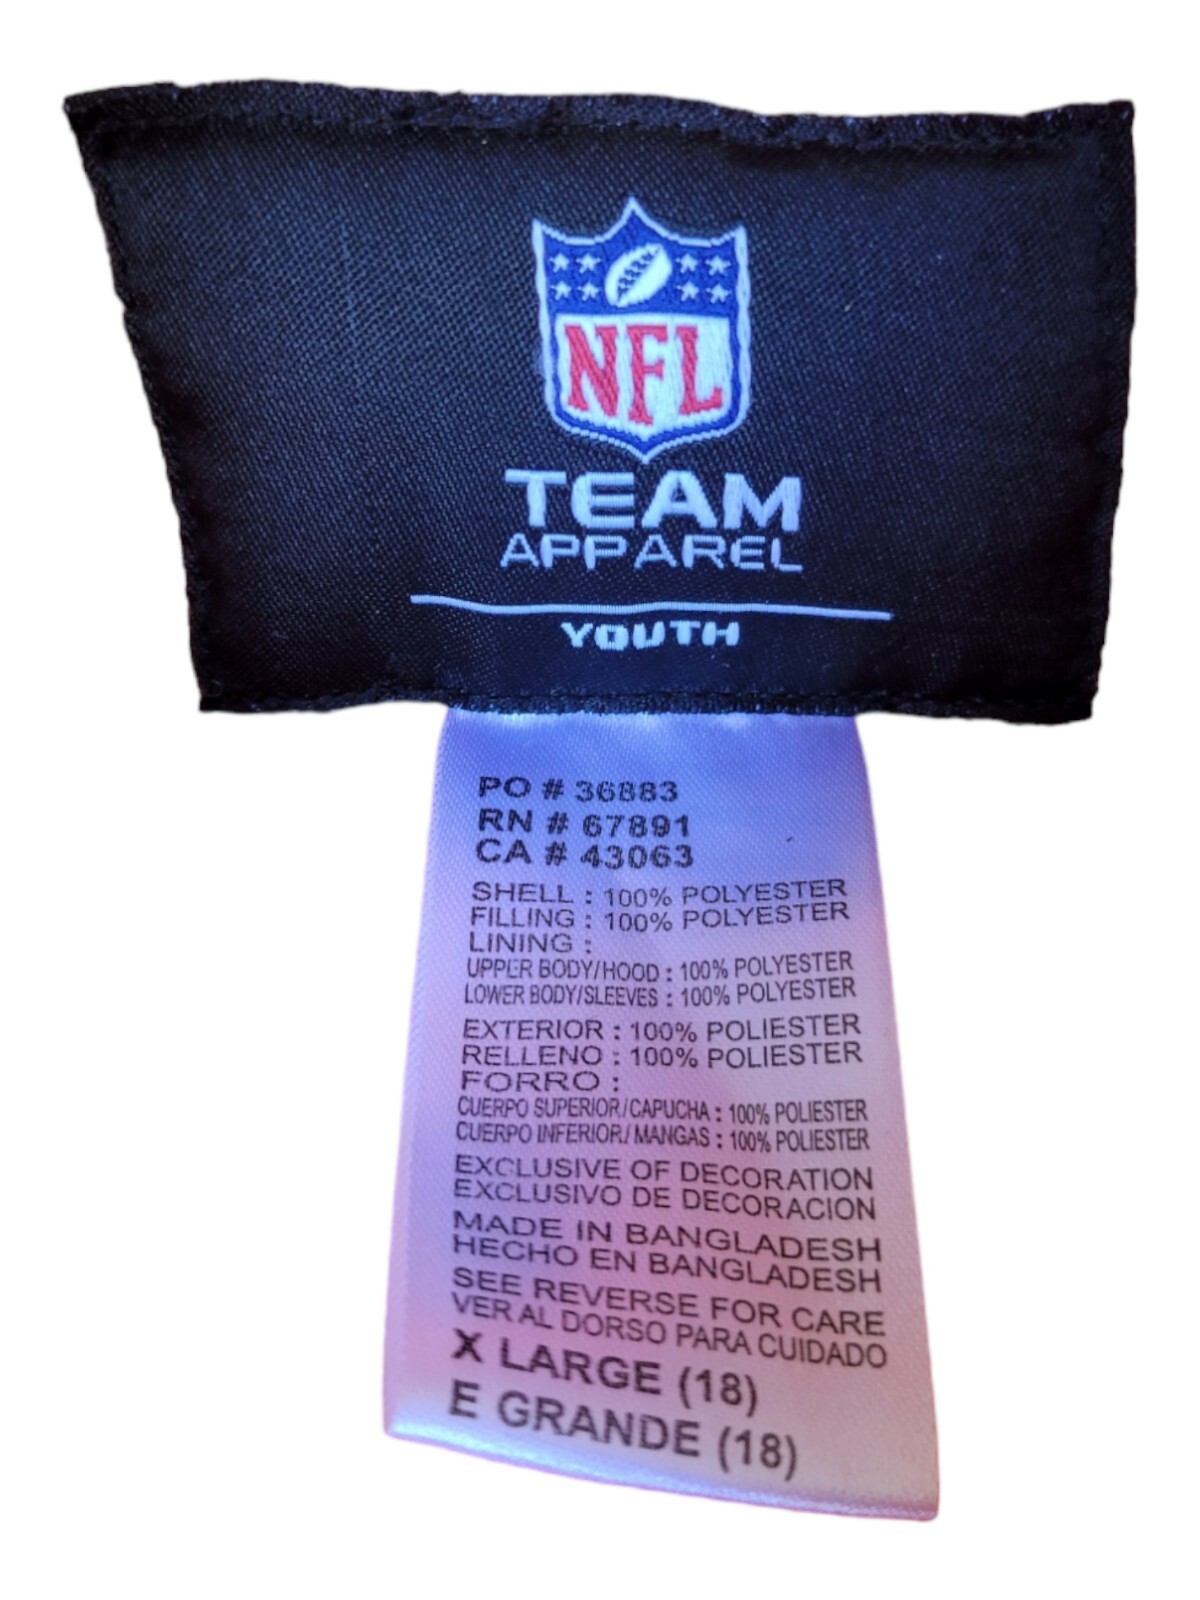 NFL
TEAM
APPAREL
YOUTH
PO # 36883
RN # 67891
CA # 43063
SHELL : 100% POLYESTER
FILLING : 100% POLYESTER
LINING :
UPPER BODY/HOOD : 100% POLYESTER
LOWER BODY/SLEEVES : 100% POLYESTER
EXTERIOR : 100% POLIESTER
RELLENO : 100% POLIESTER
FORRO :
CUERPO SUPERIOR/CAPUCHA : 100% POLIESTER
CUERPO INFERIOR/ MANGAS : 100% POLIESTER
EXCLUSIVE OF DECORATION
EXCLUSIVO DE DECORACION
MADE IN BANGLADESH
HECHO EN BANGLADESH
SEE REVERSE FOR CARE
VER AL DORSO PARA CUIDADO
X LARGE (18)
E GRANDE (18)